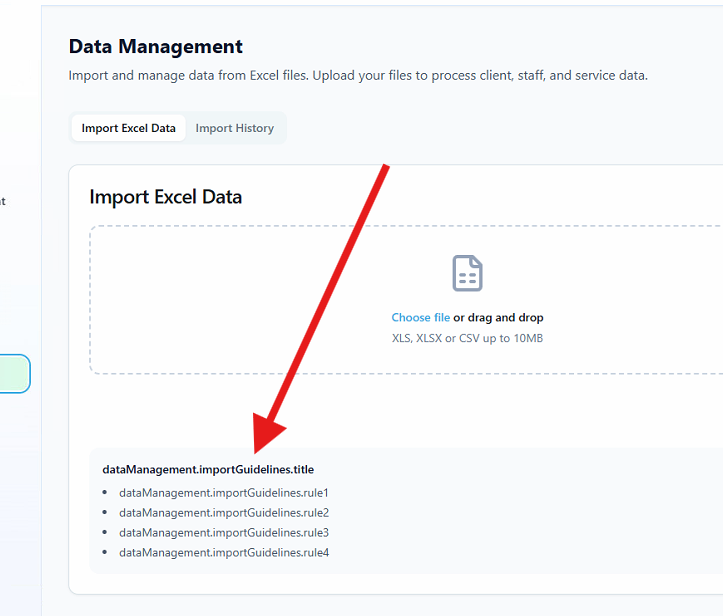 Data Management
Import and manage data from Excel files. Upload your files to process client, staff, and service data.
Import Excel Data
Import History
Import Excel Data
Choose file or drag and drop
XLS, XLSX or CSV up to 10MB
dataManagement.importGuidelines.title
• dataManagement.importGuidelines.rule1
• dataManagement.importGuidelines.rule2
• dataManagement.importGuidelines.rule3
• dataManagement.importGuidelines.rule4